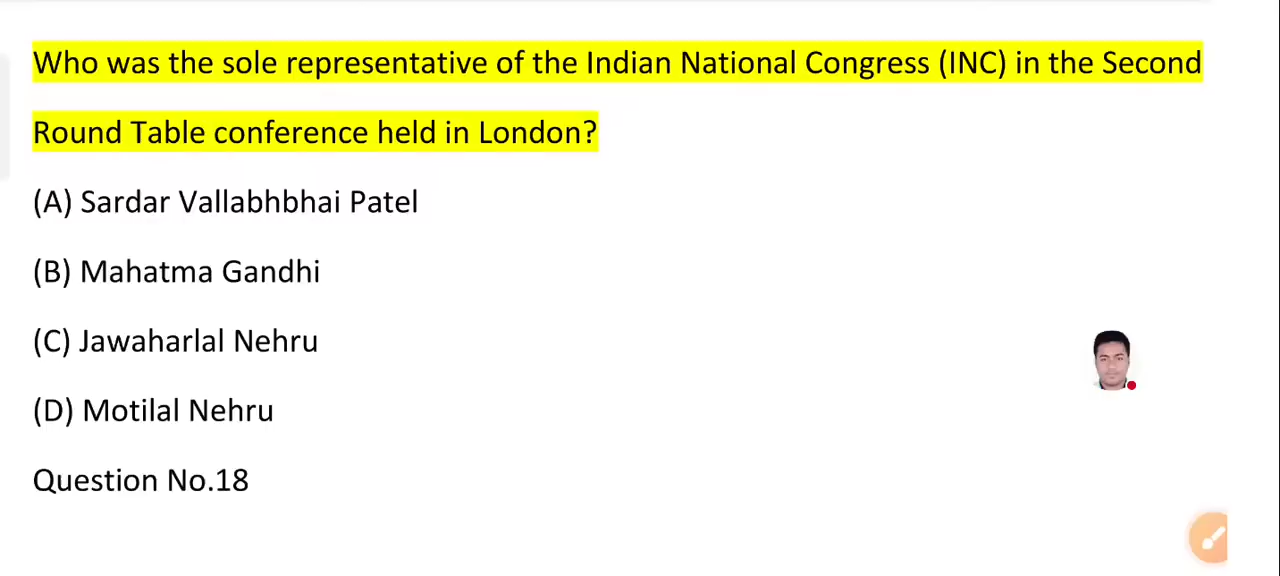 Who was the sole representative of the Indian National Congress (INC) in the Second
Round Table conference held in London?
(A) Sardar Vallabhbhai Patel
(B) Mahatma Gandhi
(C) Jawaharlal Nehru
(D) Motilal Nehru
Question No.18